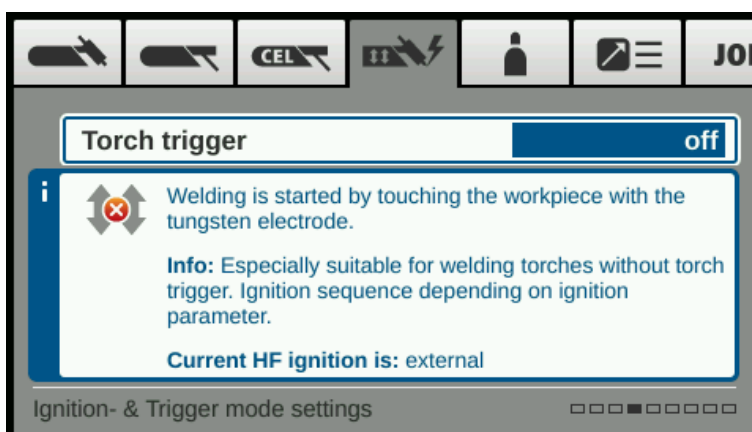 CEL
JO
Torch trigger off
i
Welding is started by touching the workpiece with the
tungsten electrode.
Info: Especially suitable for welding torches without torch
trigger. Ignition sequence depending on ignition
parameter.
Current HF ignition is: external
Ignition- & Trigger mode settings